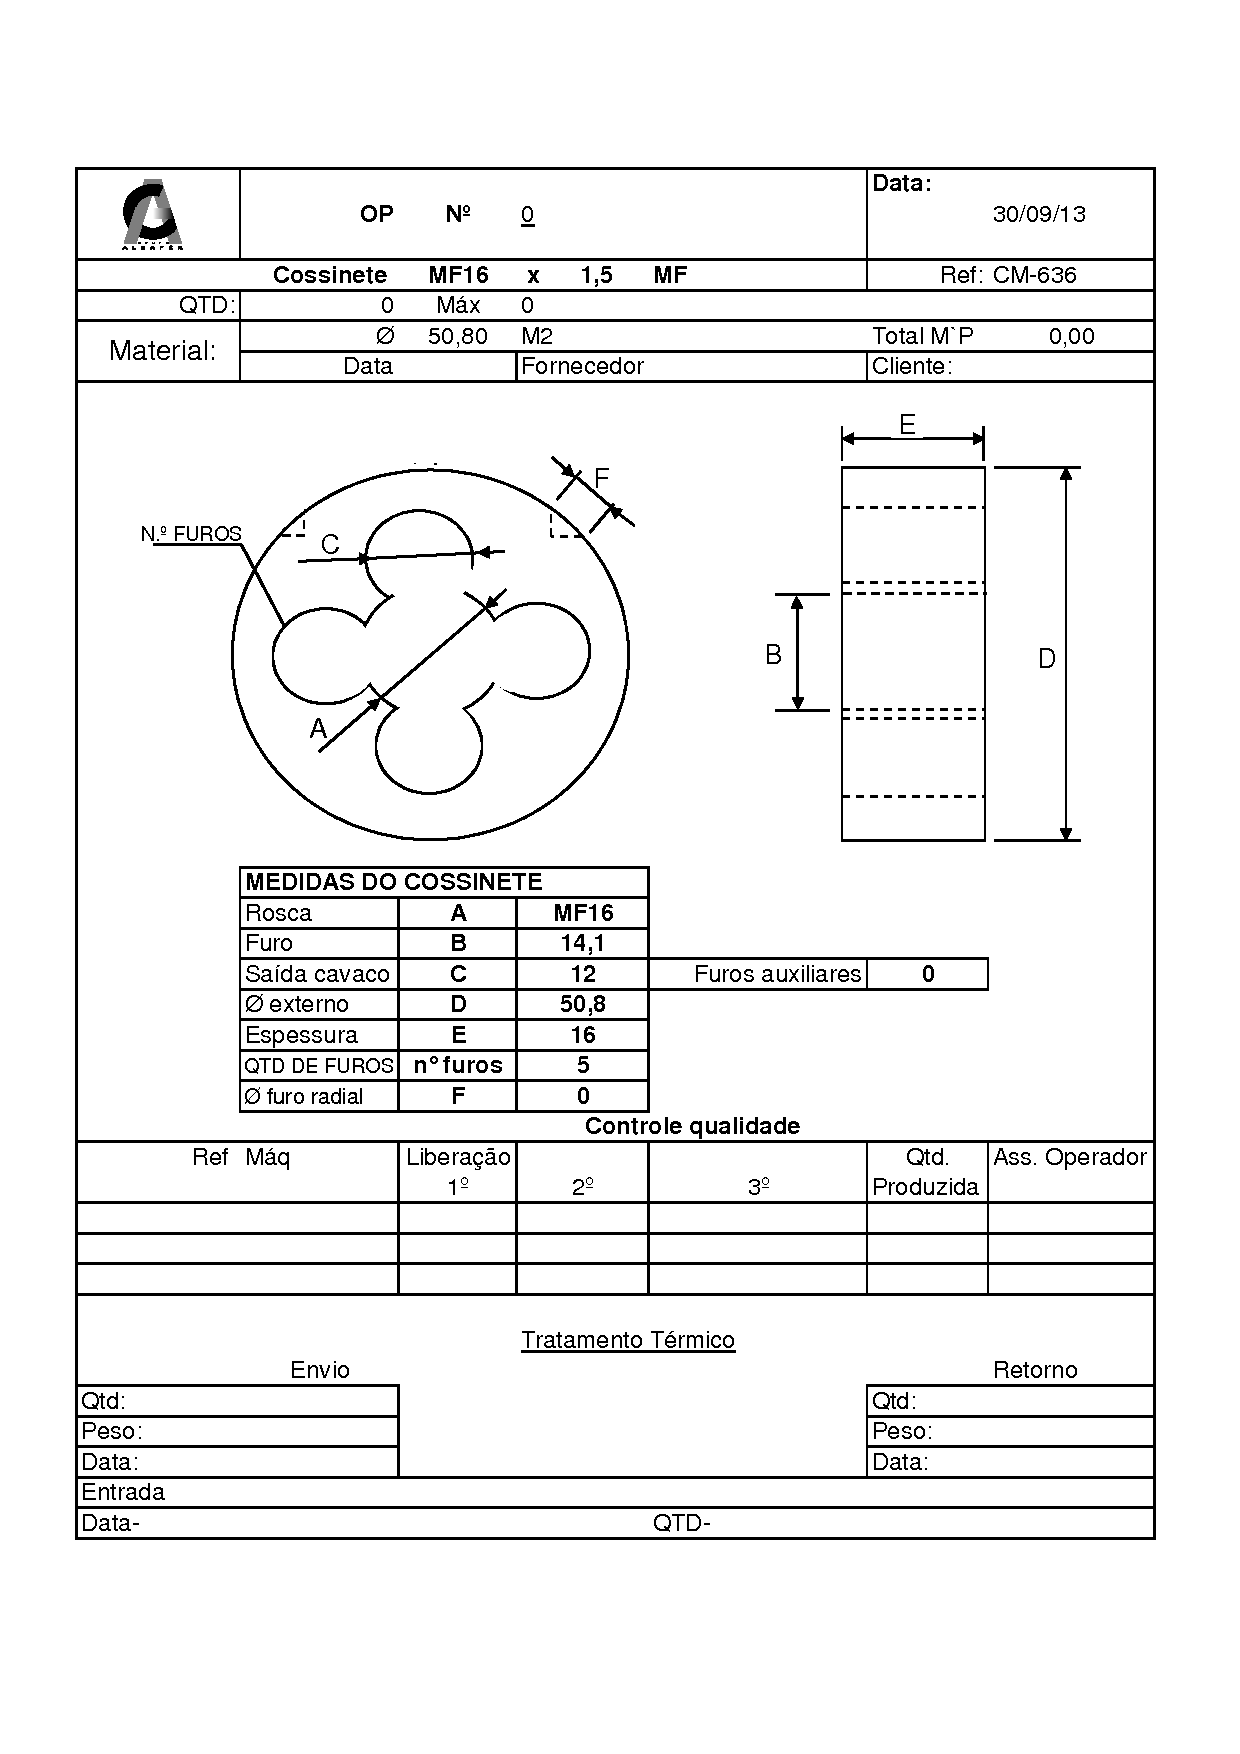 Data:
OP Nº 0 30/09/13
Cossinete MF16 x 1,5 MF Ref: CM-636
QTD: 0 Máx 0
Material: Ø 50,80 M2 Total M`P 0,00
Data Fornecedor Cliente:
E
F
N.º FUROS
C
B
D
A
MEDIDAS DO COSSINETE
Rosca A MF16
Furo B 14,1
Saída cavaco C 12 Furos auxiliares 0
Ø externo D 50,8
Espessura E 16
QTD DE FUROS n° furos 5
Ø furo radial F 0
Controle qualidade
Ref Máq Liberação Qtd. Ass. Operador
1º 2º 3º Produzida
Tratamento Térmico
Envio Retorno
Qtd: Qtd:
Peso: Peso:
Data: Data:
Entrada
Data- QTD-